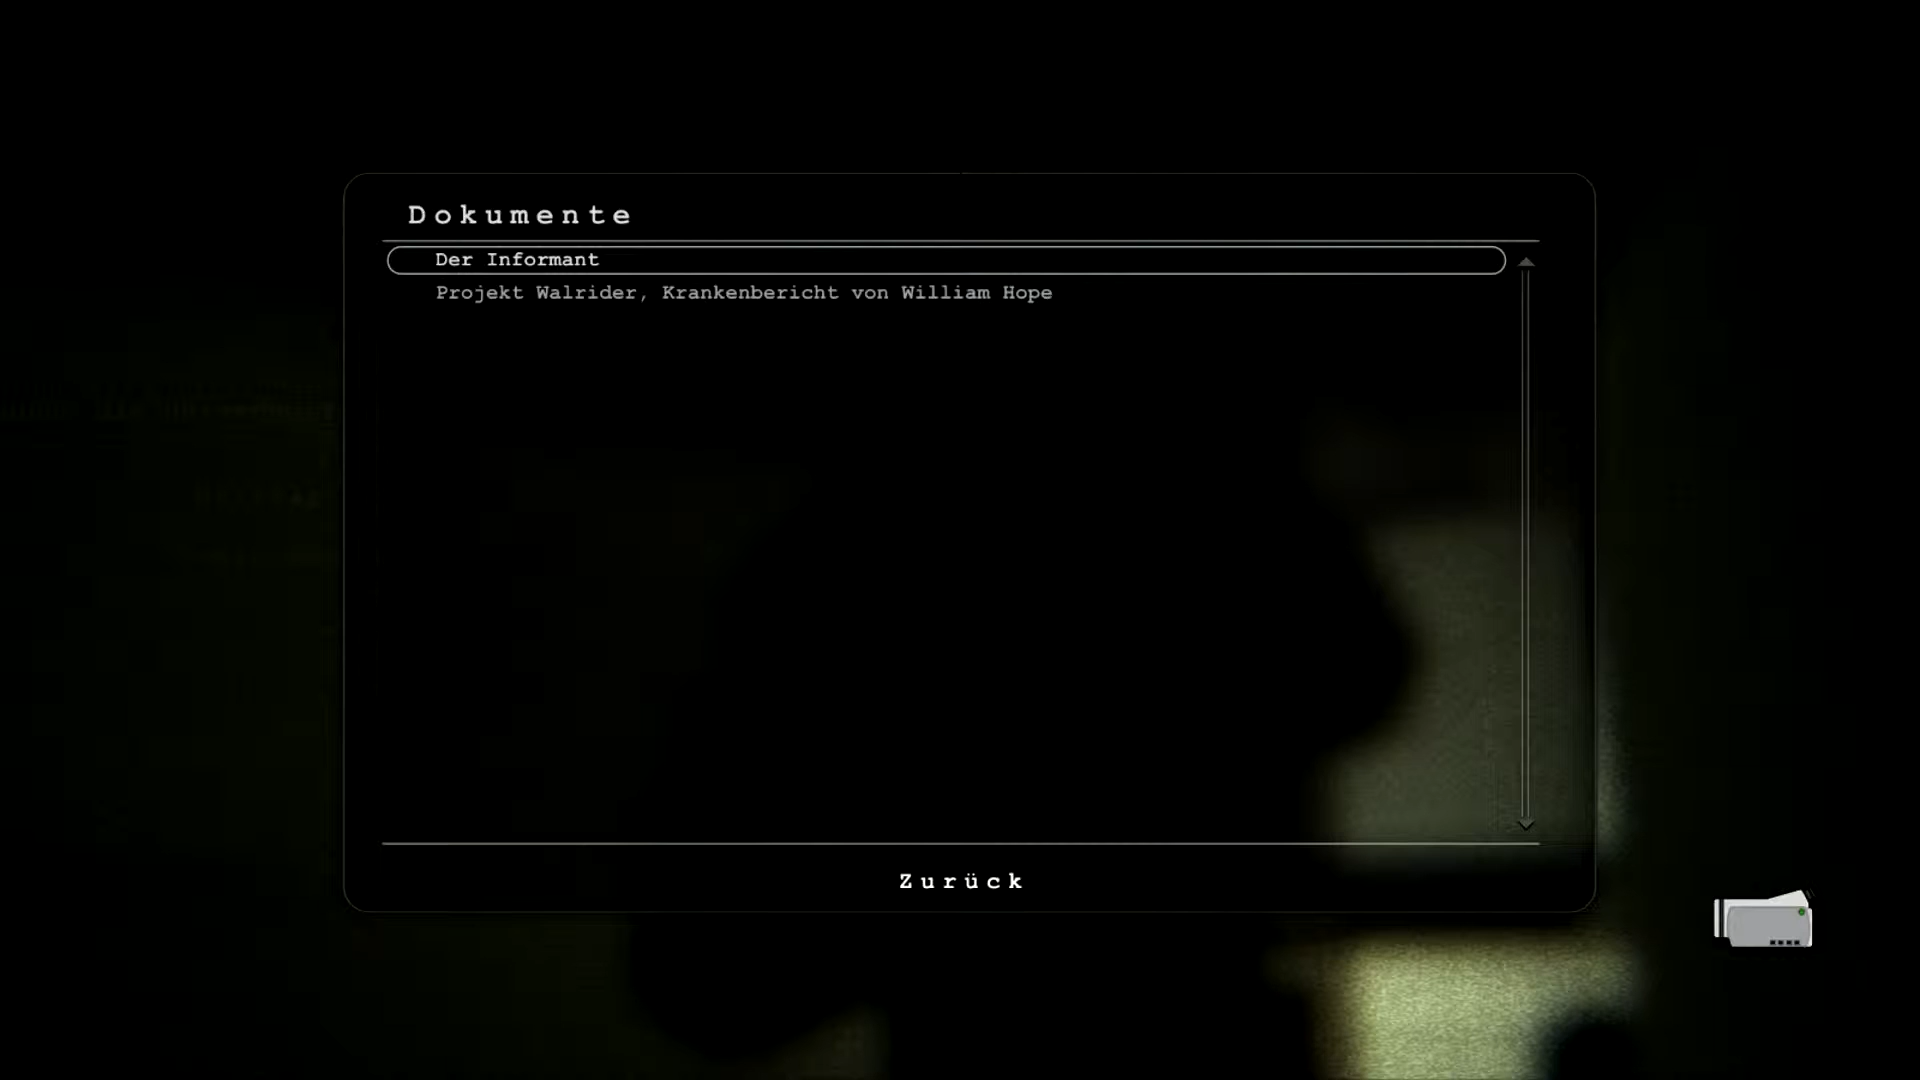 Dokumente
Der Informant
Projekt Walrider, Krankenbericht von William Hope
Zurück